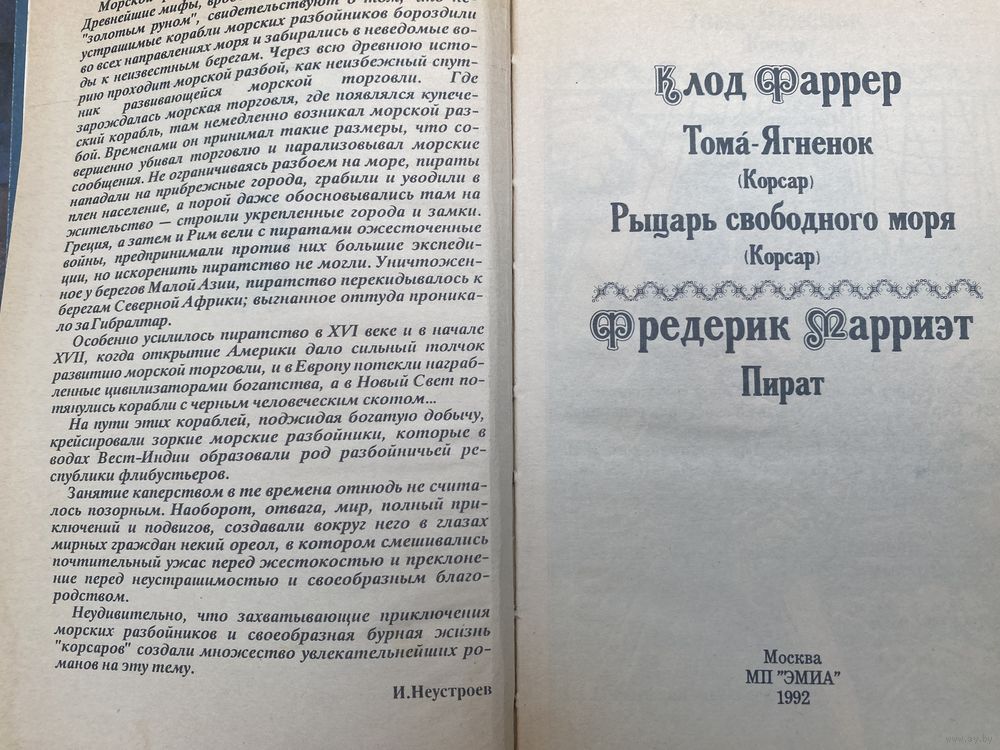 Морской
Древнейшие мифы,
"золотым руном", свидетельствуют о том, что не-
устрашимые корабли морских разбойников бороздили
во всех направлениях моря и забирались в неведомые во-
ды к неизвестным берегам. Через всю древнюю исто-
рию проходит морской разбой, как неизбежный спут-
ник развивающейся морской торговли. Где
зарождалась морская торговля, где появлялся купече-
ский корабль, там немедленно возникал морской раз-
бой. Временами он принимал такие размеры, что со-
вершенно убивал торговлю и парализовывал морские
сообщения. Не ограничиваясь разбоем на море, пираты
нападали на прибрежные города, грабили и уводили в
плен население, а порой даже обосновывались там на
жительство — строили укрепленные города и замки.
Греция, а затем и Рим вели с пиратами ожесточенные
войны, предпринимали против них большие экспеди-
ции, но искоренить пиратство не могли. Уничтожен-
ное у берегов Малой Азии, пиратство перекидывалось к
берегам Северной Африки; выгнанное оттуда проника-
ло за Гибралтар.
Особенно усилилось пиратство в XVI веке и в начале
XVII, когда открытие Америки дало сильный толчок
развитию морской торговли, и в Европу потекли награб-
ленные цивилизаторами богатства, а в Новый Свет по-
тянулись корабли с черным человеческим скотом...
На пути этих кораблей, поджидая богатую добычу,
крейсировали зоркие морские разбойники, которые в
водах Вест-Индии образовали род разбойничьей ре-
спублики флибустьеров.
Занятие каперством в те времена отнюдь не счита-
лось позорным. Наоборот, отвага, мир, полный при-
ключений и подвигов, создавали вокруг него в глазах
мирных граждан некий ореол, в котором смешивались
почтительный ужас перед жестокостью и преклоне-
ние перед неустрашимостью и своеобразным благо-
родством.
Неудивительно, что захватывающие приключения
морских разбойников и своеобразная бурная жизнь
"корсаров" создали множество увлекательнейших ро-
манов на эту тему.
И.Неустроев
Клод Фаррер
Тома́-Ягненок
(Корсар)
Рыцарь свободного моря
(Корсар)
Фредерик Марриэт
Пират
Москва
МП "ЭМИА"
1992
www.ay.by